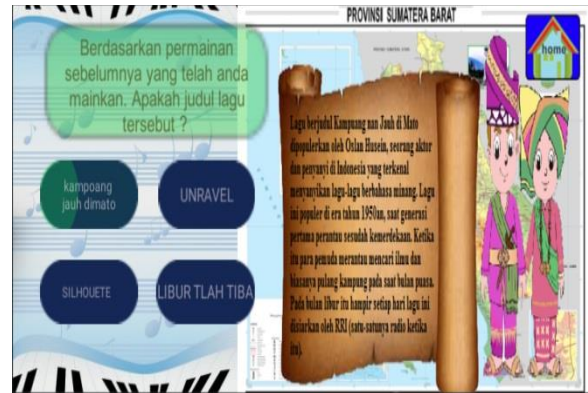 Berdasarkan permainan
sebelumnya yang telah anda
mainkan. Apakah judul lagu
tersebut ?
kampoang
jauh dimato
UNRAVEL
SILHOUETE
LIBUR TLAH TIBA
PROVINSI SUMATERA BARAT
home
Lagu berjudul Kampuang nan Jauh di Mato
dipopulerkan oleh Oslan Husein, seorang aktor
dan penyanyi di Indonesia yang terkenal
menyanyikan lagu-lagu berbahasa minang. Lagu
ini populer di era tahun 1950an, saat generasi
pertama perantau sesudah kemerdekaan. Ketika
itu para pemuda merantau mencari ilmu dan
biasanya pulang kampung pada saat bulan puasa.
Pada bulan libur itu hampir setiap hari lagu ini
disiarkan oleh RRI (satu-satunya radio ketika
itu).